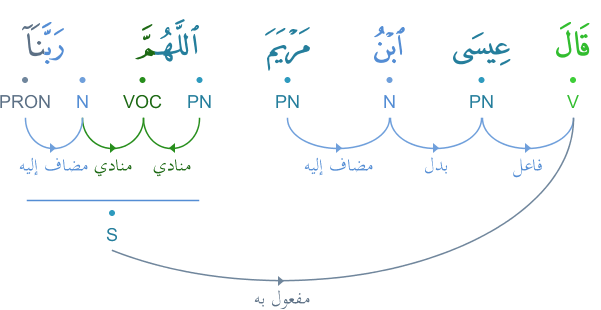 قَالَ عِيسَى ٱبْنُ مَرْيَمَ ٱللَّهُمَّ رَبَّنَآ
V PN N PN PN VOC N PRON
فاعل بدل مضاف إليه منادي منادي مضاف إليه
S
مفعول به